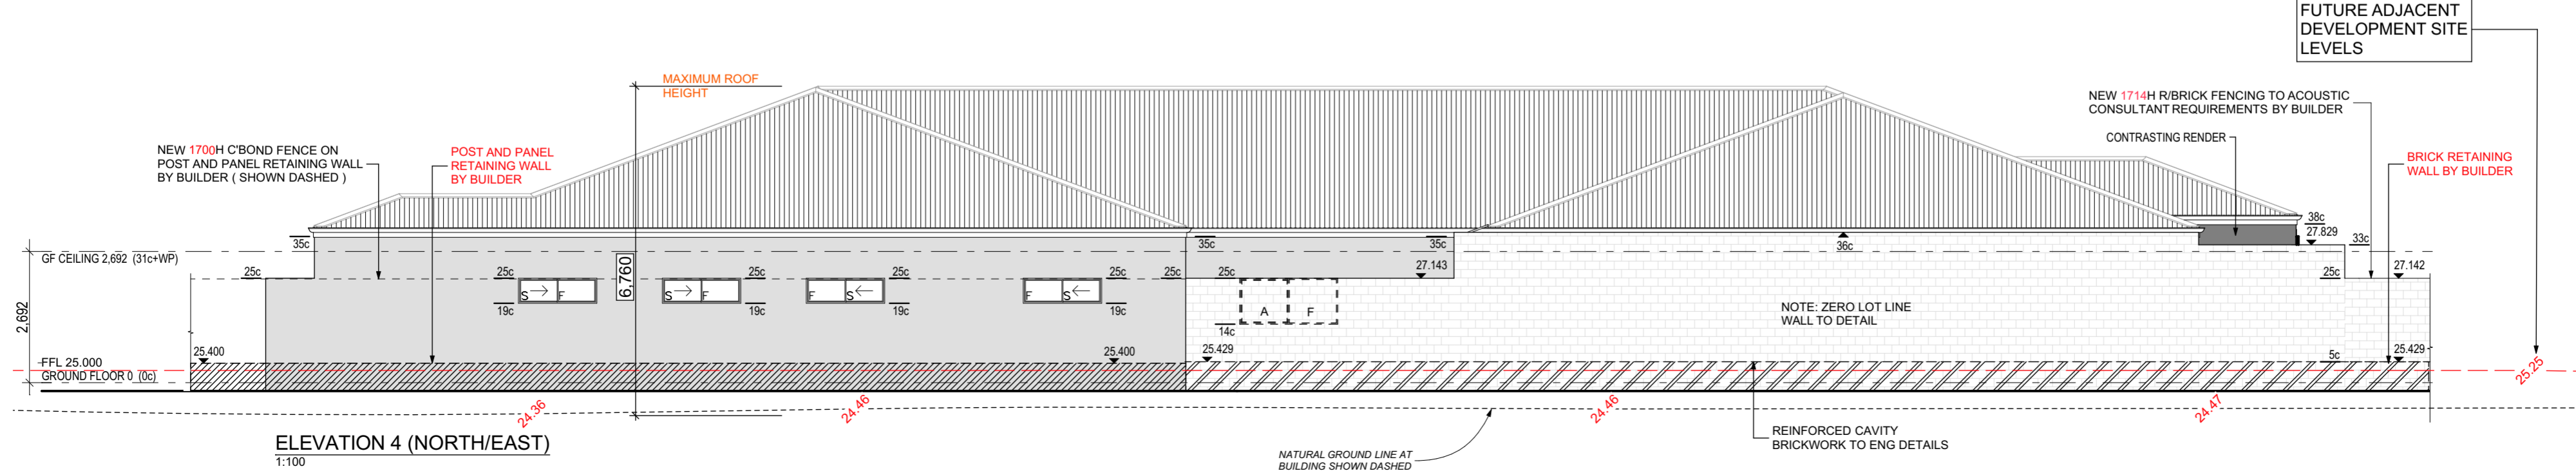 FUTURE ADJACENT
DEVELOPMENT SITE
LEVELS
MAXIMUM ROOF
HEIGHT
NEW 1714H R/BRICK FENCING TO ACOUSTIC
CONSULTANT REQUIREMENTS BY BUILDER
CONTRASTING RENDER
NEW 1700H C'BOND FENCE ON
POST AND PANEL RETAINING WALL
BY BUILDER ( SHOWN DASHED )
POST AND PANEL
RETAINING WALL
BY BUILDER
BRICK RETAINING
WALL BY BUILDER
38c
27.829
33c
35c
35c
35c
36c
GF CEILING 2,692 (31c+WP)
25c
25c
25c
25c
25c
25c
25c
27.143
25c
27.142
6,760
S
F
S
F
F
S
F
S
A
F
19c
19c
19c
19c
14c
NOTE: ZERO LOT LINE
WALL TO DETAIL
2,692
25.400
25.400
25.429
5c
25.429
FFL 25.000
GROUND FLOOR 0 (0c)
25.25
24.36
24.46
24.46
24.47
ELEVATION 4 (NORTH/EAST)
1:100
REINFORCED CAVITY
BRICKWORK TO ENG DETAILS
NATURAL GROUND LINE AT
BUILDING SHOWN DASHED